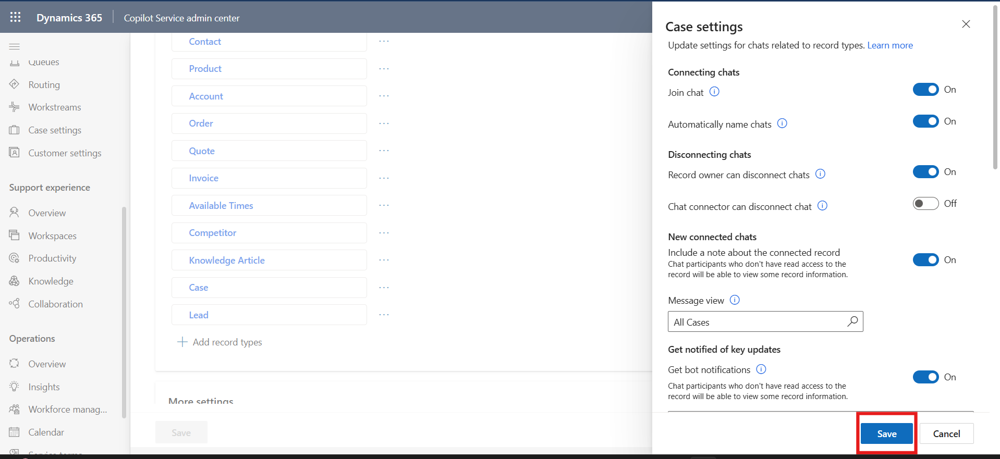 Dynamics 365
Copilot Service admin center
Queues
Routing
Workstreams
Case settings
Customer settings
Support experience
Overview
Workspaces
Productivity
Knowledge
Collaboration
Operations
Overview
Insights
Workforce manag...
Calendar
Service terms
Contact
Product
Account
Order
Quote
Invoice
Available Times
Competitor
Knowledge Article
Case
Lead
Add record types
More settings
Save
Case settings
Update settings for chats related to record types. Learn more
Connecting chats
Join chat
On
Automatically name chats
On
Disconnecting chats
Record owner can disconnect chats
On
Chat connector can disconnect chat
Off
New connected chats
Include a note about the connected record
Chat participants who don't have read access to the
record will be able to view some record information.
On
Message view
All Cases
Get notified of key updates
Get bot notifications
On
Chat participants who don't have read access to the
record will be able to view some record information.
Save
Cancel